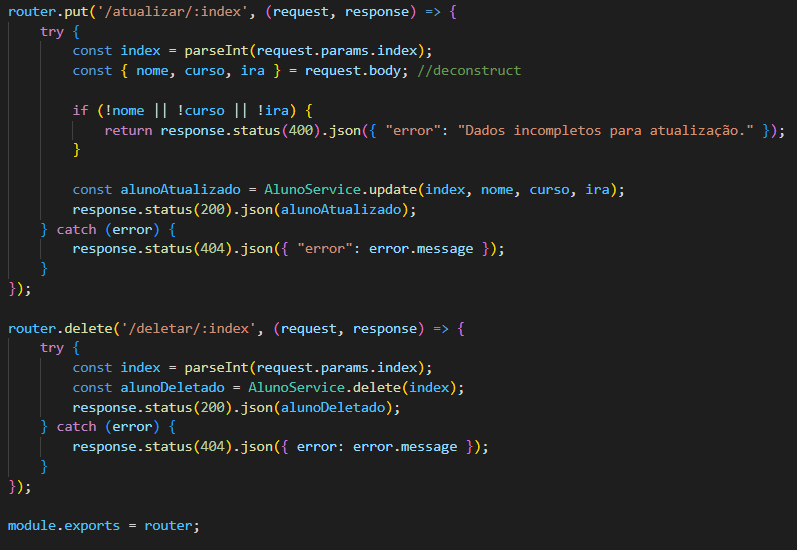 router.put('/atualizar/:index', (request, response) => {
    try {
        const index = parseInt(request.params.index);
        const { nome, curso, ira } = request.body; //deconstruct

        if (!nome || !curso || !ira) {
            return response.status(400).json({ "error": "Dados incompletos para atualização." });
        }

        const alunoAtualizado = AlunoService.update(index, nome, curso, ira);
        response.status(200).json(alunoAtualizado);
    } catch (error) {
        response.status(404).json({ "error": error.message });
    }
});

router.delete('/deletar/:index', (request, response) => {
    try {
        const index = parseInt(request.params.index);
        const alunoDeletado = AlunoService.delete(index);
        response.status(200).json(alunoDeletado);
    } catch (error) {
        response.status(404).json({ error: error.message });
    }
});

module.exports = router;